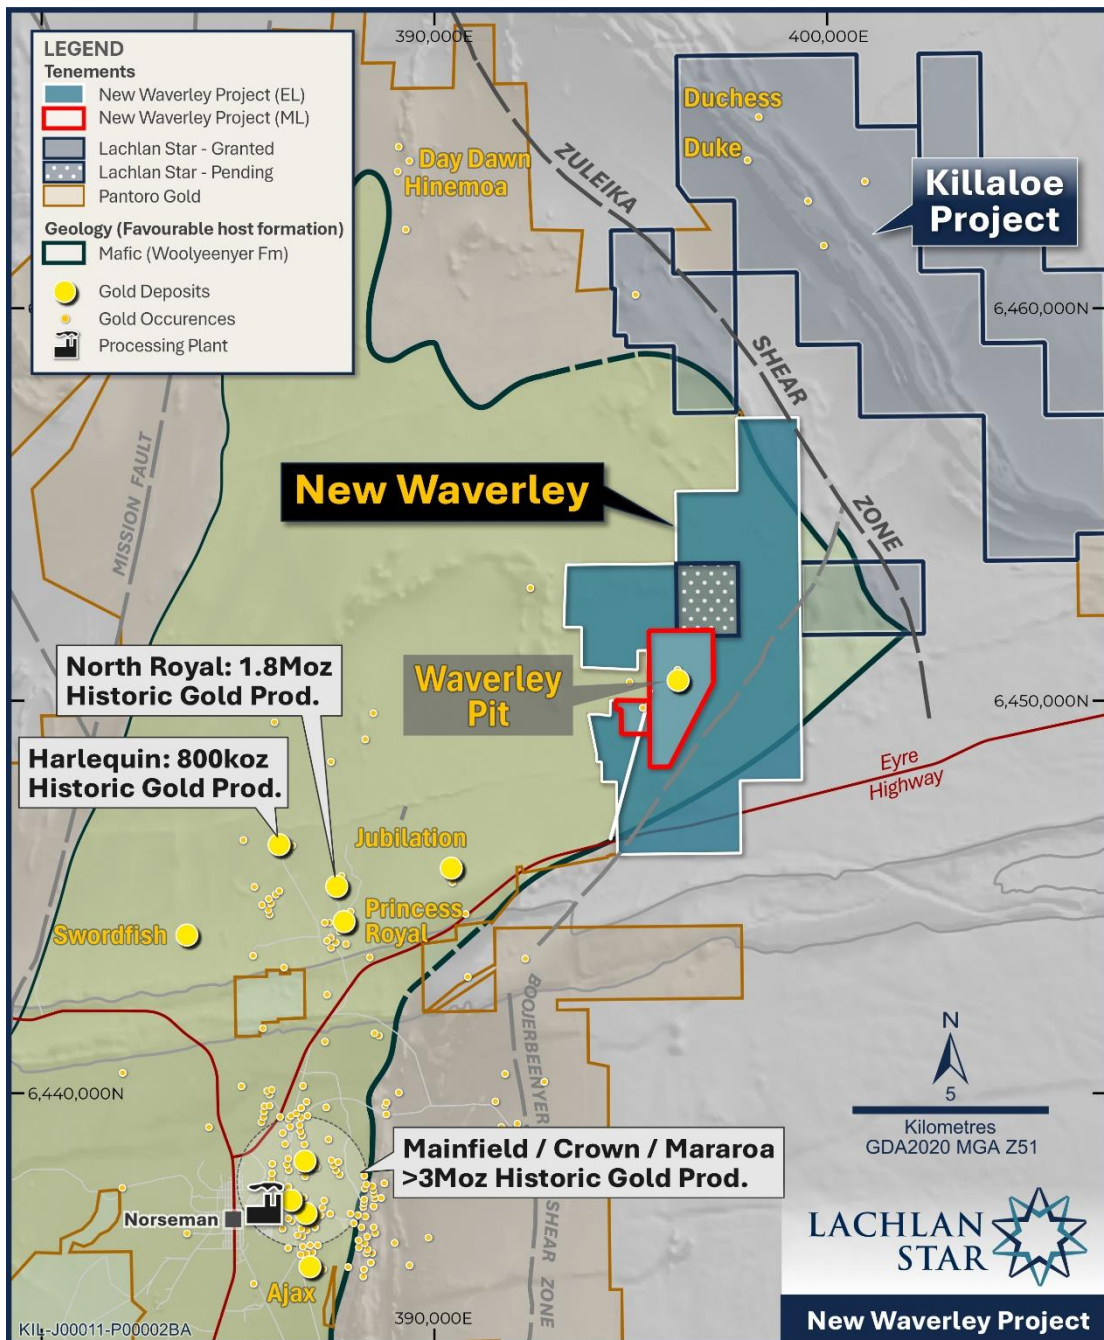 390,000E
400,000E
LEGEND
Tenements
New Waverley Project (EL)
New Waverley Project (ML)
Lachlan Star - Granted
Lachlan Star - Pending
Pantoro Gold
Geology (Favourable host formation)
Mafic (Woolyeenyer Fm)
Gold Deposits
Gold Occurences
Processing Plant
Day Dawn
Hinemoa
Duchess
Duke
Killaloe
Project
ZULEIKA
SHEAR
ZONE
6,460,000N
MISSION FAULT
New Waverley
Waverley
Pit
6,450,000N
North Royal: 1.8Moz
Historic Gold Prod.
Harlequin: 800koz
Historic Gold Prod.
Eyre
Highway
Jubilation
Princess
Royal
Swordfish
BOOJERBEENYER
SHEAR ZONE
6,440,000N
N
5
Kilometres
GDA2020 MGA Z51
Mainfield / Crown / Mararoa
>3Moz Historic Gold Prod.
Norseman
Ajax
LACHLAN
STAR
390,000E
KIL-J00011-P00002BA
New Waverley Project